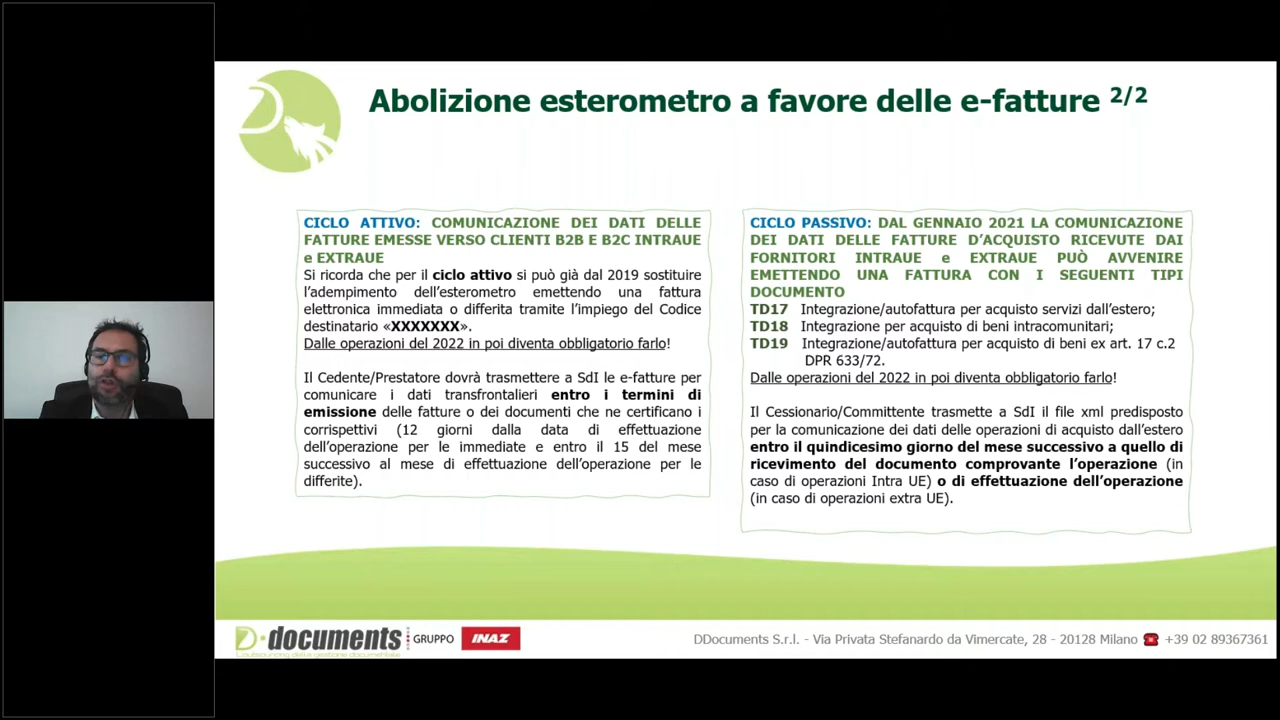 Abolizione esterometro a favore delle e-fatture 2/2
CICLO ATTIVO: COMUNICAZIONE DEI DATI DELLE
FATTURE EMESSE VERSO CLIENTI B2B E B2C INTRAUE
e EXTRAUE
Si ricorda che per il ciclo attivo si può già dal 2019 sostituire
l'adempimento dell'esterometro emettendo una fattura
elettronica immediata o differita tramite l'impiego del Codice
destinatario «XXXXXXX».
Dalle operazioni del 2022 in poi diventa obbligatorio farlo!
Il Cedente/Prestatore dovrà trasmettere a SdI le e-fatture per
comunicare i dati transfrontalieri entro i termini di
emissione delle fatture o dei documenti che ne certificano i
corrispettivi (12 giorni dalla data di effettuazione
dell'operazione per le immediate e entro il 15 del mese
successivo al mese di effettuazione dell'operazione per le
differite).
CICLO PASSIVO: DAL GENNAIO 2021 LA COMUNICAZIONE
DEI DATI DELLE FATTURE D'ACQUISTO RICEVUTE DAI
FORNITORI INTRAUE e EXTRAUE PUÒ AVVENIRE
EMETTENDO UNA FATTURA CON I SEGUENTI TIPI
DOCUMENTO
TD17 Integrazione/autofattura per acquisto servizi dall'estero;
TD18 Integrazione per acquisto di beni intracomunitari;
TD19 Integrazione/autofattura per acquisto di beni ex art. 17 c.2
DPR 633/72.
Dalle operazioni del 2022 in poi diventa obbligatorio farlo!
Il Cessionario/Committente trasmette a SdI il file xml predisposto
per la comunicazione dei dati delle operazioni di acquisto dall'estero
entro il quindicesimo giorno del mese successivo a quello di
ricevimento del documento comprovante l'operazione (in
caso di operazioni Intra UE) o di effettuazione dell'operazione
(in caso di operazioni extra UE).
D·documents GRUPPO INAZ
L'outsourcing della gestione documentale
DDocuments S.r.l. - Via Privata Stefanardo da Vimercate, 28 - 20128 Milano ☎ +39 02 89367361